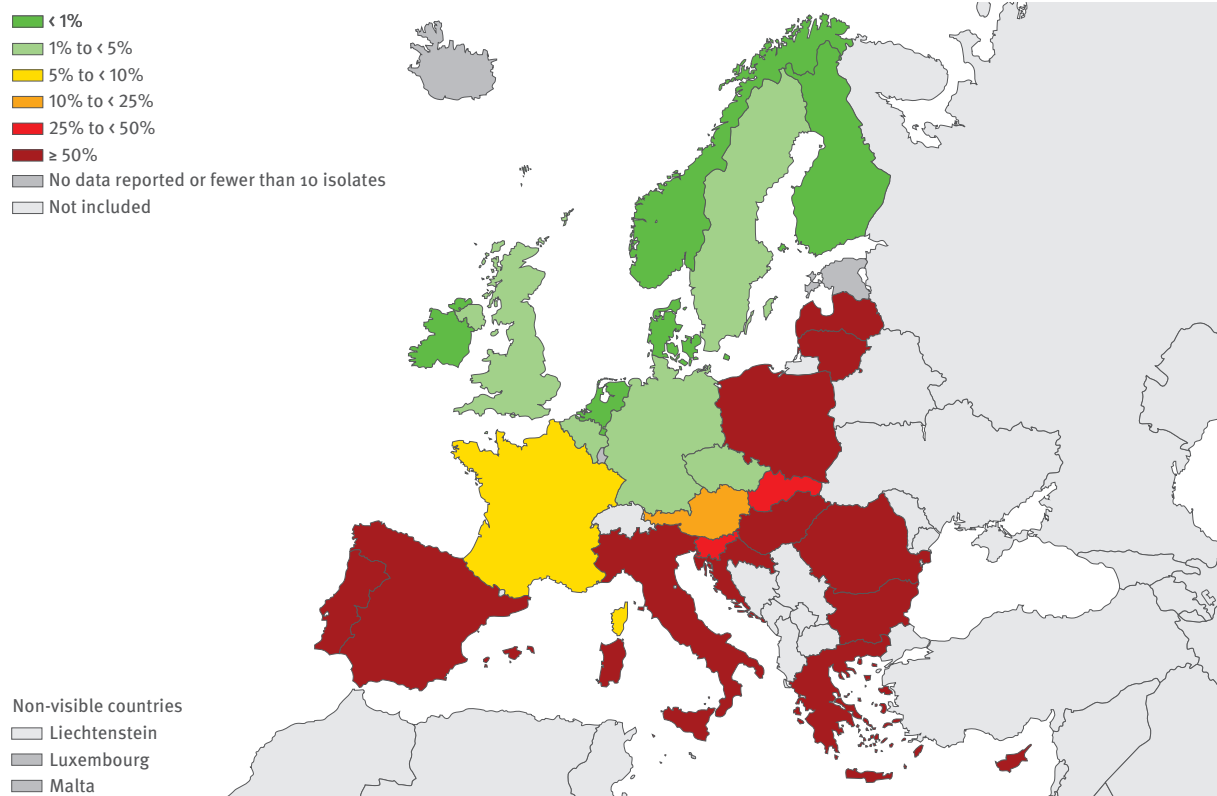 < 1%
1% to < 5%
5% to < 10%
10% to < 25%
25% to < 50%
≥ 50%
No data reported or fewer than 10 isolates
Not included
Non-visible countries
Liechtenstein
Luxembourg
Malta